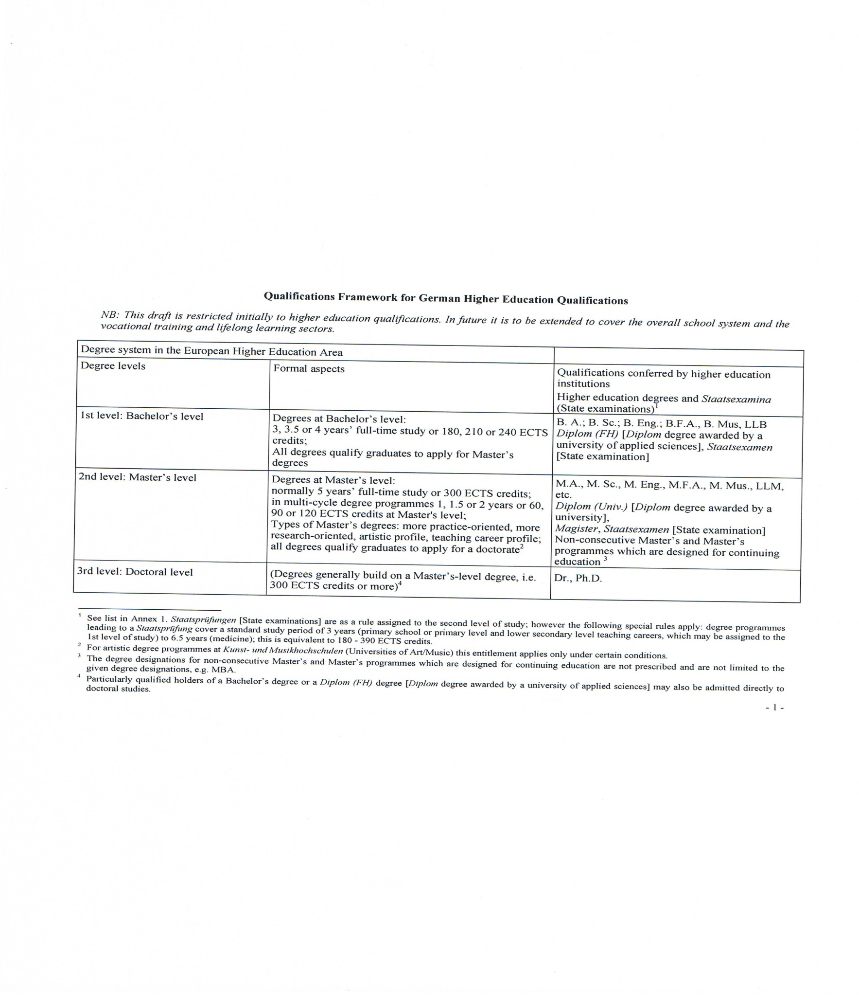 Qualifications Framework for German Higher Education Qualifications
NB: This draft is restricted initially to higher education qualifications. In future it is to be extended to cover the overall school system and the
vocational training and lifelong learning sectors.
Degree system in the European Higher Education Area
Degree levels
Formal aspects
Qualifications conferred by higher education
institutions
Higher education degrees and Staatsexamina
(State examinations)1
1st level: Bachelor's level
Degrees at Bachelor's level:
3, 3.5 or 4 years' full-time study or 180, 210 or 240 ECTS
credits;
All degrees qualify graduates to apply for Master's
degrees
B. A.; B. Sc.; B. Eng.; B.F.A., B. Mus, LLB
Diplom (FH) [Diplom degree awarded by a
university of applied sciences], Staatsexamen
[State examination]
2nd level: Master's level
Degrees at Master's level:
normally 5 years' full-time study or 300 ECTS credits;
in multi-cycle degree programmes 1, 1.5 or 2 years or 60,
90 or 120 ECTS credits at Master's level;
Types of Master's degrees: more practice-oriented, more
research-oriented, artistic profile, teaching career profile;
all degrees qualify graduates to apply for a doctorate2
M.A., M. Sc., M. Eng., M.F.A., M. Mus., LLM,
etc.
Diplom (Univ.) [Diplom degree awarded by a
university],
Magister, Staatsexamen [State examination]
Non-consecutive Master's and Master's
programmes which are designed for continuing
education 3
3rd level: Doctoral level
(Degrees generally build on a Master's-level degree, i.e.
300 ECTS credits or more)4
Dr., Ph.D.
1 See list in Annex 1. Staatsprüfungen [State examinations] are as a rule assigned to the second level of study; however the following special rules apply: degree programmes
leading to a Staatsprüfung cover a standard study period of 3 years (primary school or primary level and lower secondary level teaching careers, which may be assigned to the
1st level of study) to 6.5 years (medicine); this is equivalent to 180 - 390 ECTS credits.
2 For artistic degree programmes at Kunst- und Musikhochschulen (Universities of Art/Music) this entitlement applies only under certain conditions.
3 The degree designations for non-consecutive Master's and Master's programmes which are designed for continuing education are not prescribed and are not limited to the
given degree designations, e.g. MBA.
4 Particularly qualified holders of a Bachelor's degree or a Diplom (FH) degree [Diplom degree awarded by a university of applied sciences] may also be admitted directly to
doctoral studies.
- 1 -